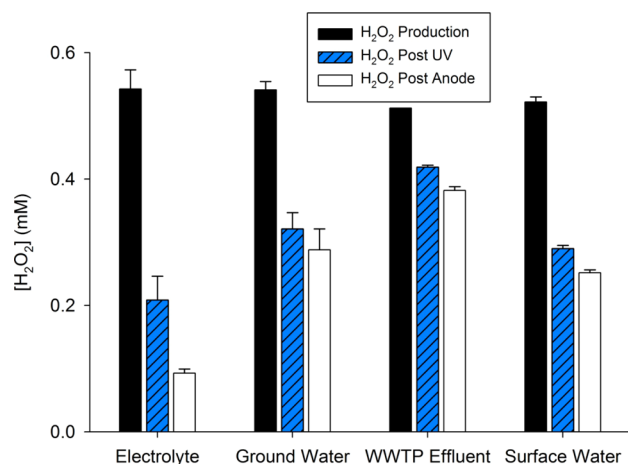 H₂O₂ Production
H₂O₂ Post UV
H₂O₂ Post Anode
[H₂O₂] (mM)
0.6
0.4
0.2
0.0
Electrolyte Ground Water WWTP Effluent Surface Water